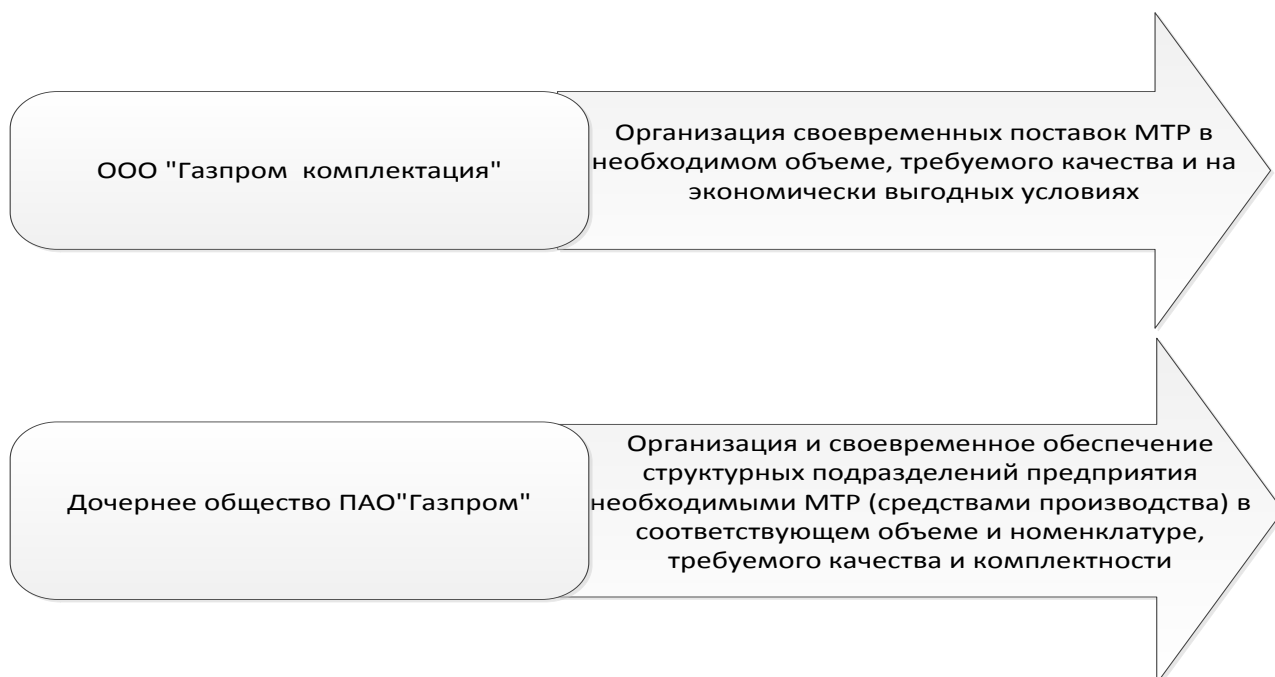 ООО "Газпром  комплектация"
Организация своевременных поставок МТР в
необходимом объеме, требуемого качества и на
экономически выгодных условиях
Дочернее общество ПАО"Газпром"
Организация и своевременное обеспечение
структурных подразделений предприятия
необходимыми МТР (средствами производства) в
соответствующем объеме и номенклатуре,
требуемого качества и комплектности